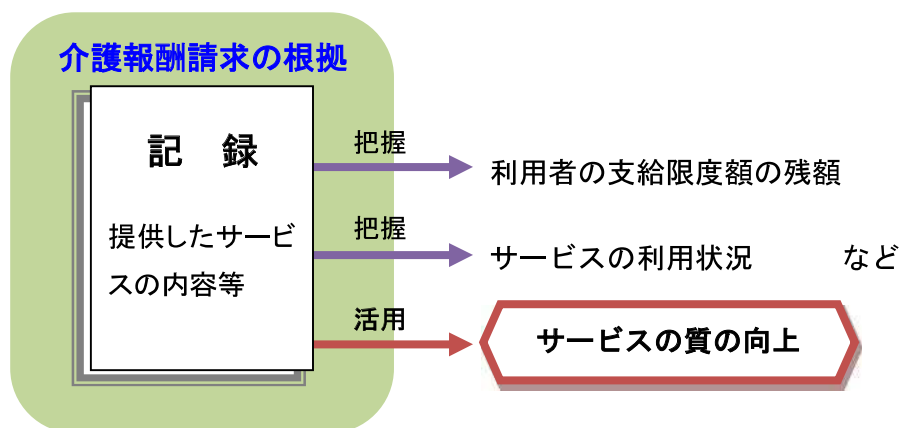 介護報酬請求の根拠
記　録
提供したサービ
スの内容等
把握
利用者の支給限度額の残額
把握
サービスの利用状況　　　など
活用
サービスの質の向上